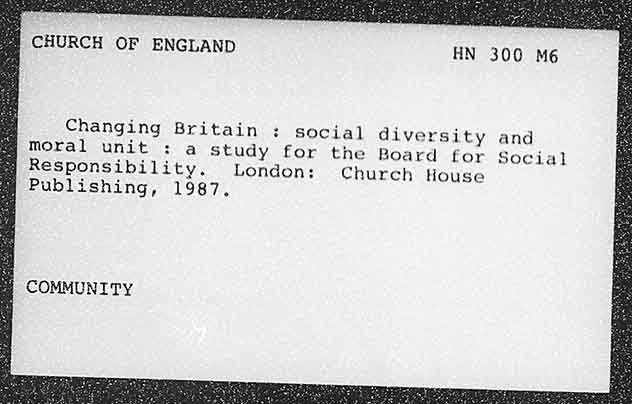 CHURCH OF ENGLAND HN 300 M6
Changing Britain : social diversity and
moral unit : a study for the Board for Social
Responsibility. London: Church House
Publishing, 1987.
COMMUNITY